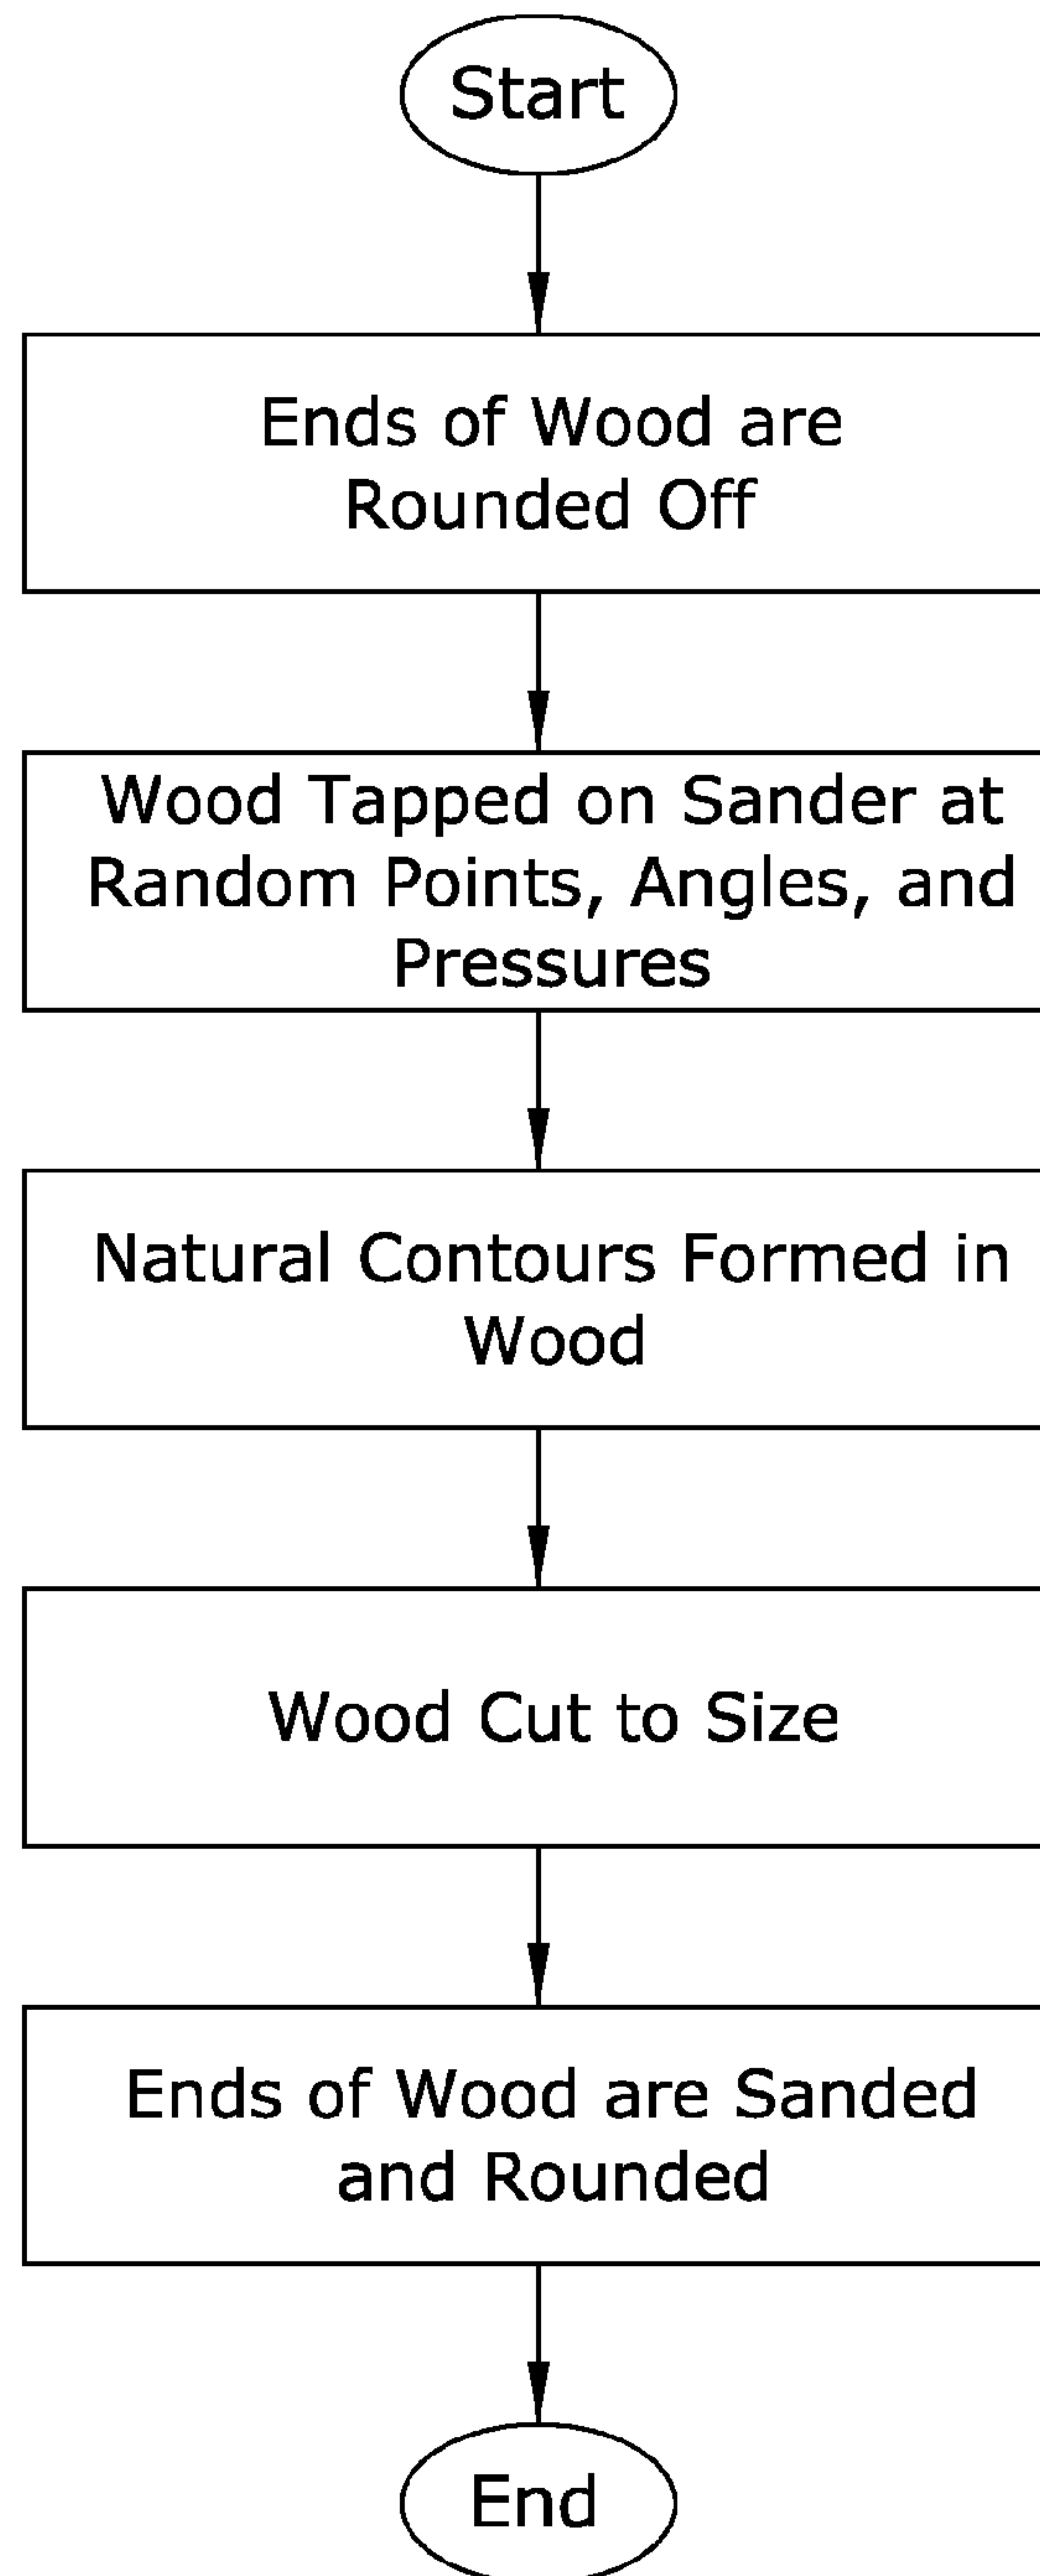 Start
Ends of Wood are
Rounded Off
Wood Tapped on Sander at
Random Points, Angles, and
Pressures
Natural Contours Formed in
Wood
Wood Cut to Size
Ends of Wood are Sanded
and Rounded
End